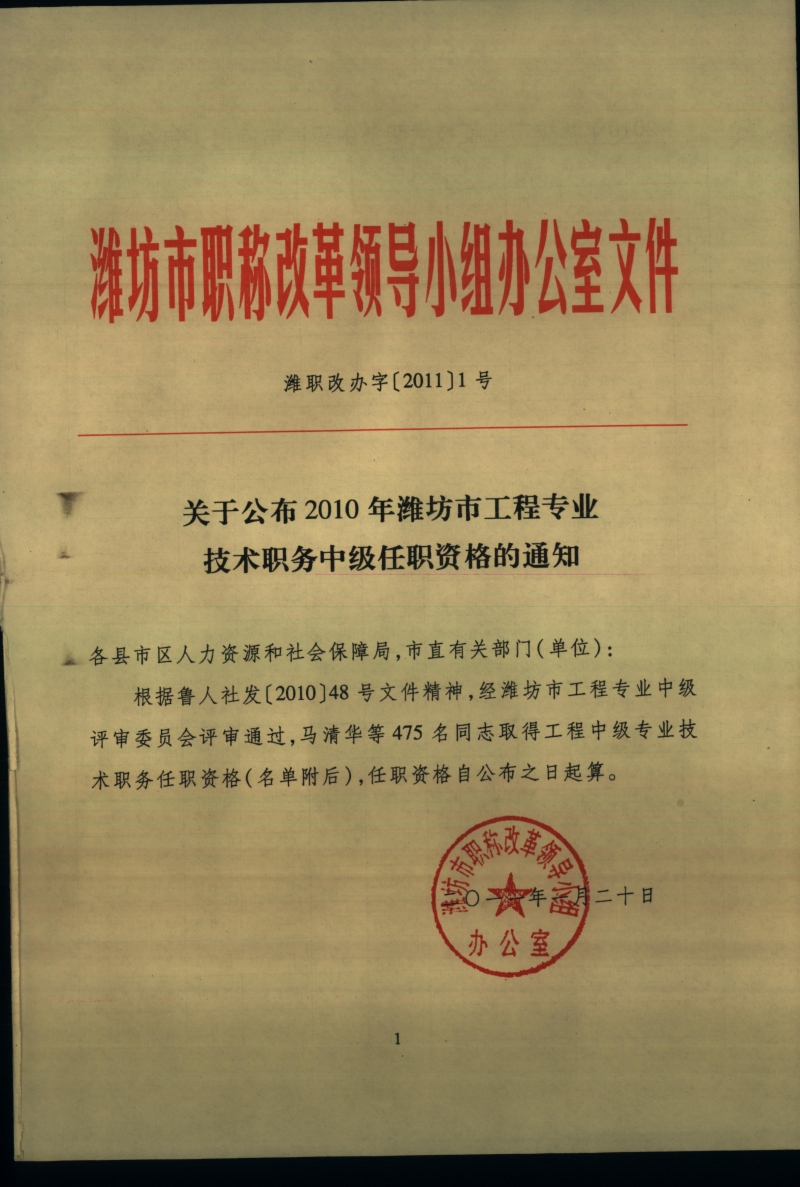 潍坊市职称改革领导小组办公室文件
潍职改办字〔2011〕1号
关于公布2010年潍坊市工程专业
技术职务中级任职资格的通知
各县市区人力资源和社会保障局,市直有关部门(单位):
根据鲁人社发〔2010〕48号文件精神,经潍坊市工程专业中级
评审委员会评审通过,马清华等475名同志取得工程中级专业技
术职务任职资格(名单附后),任职资格自公布之日起算。
潍坊市职称改革领导小组
办公室
年 月二十日
1